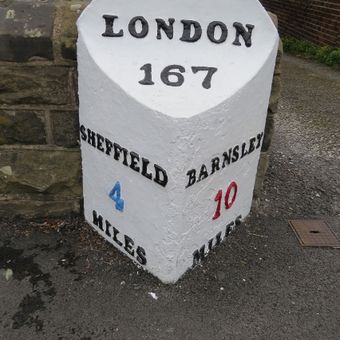 LONDON
167
SHEFFIELD
4
MILES
BARNSLEY
10
MILES